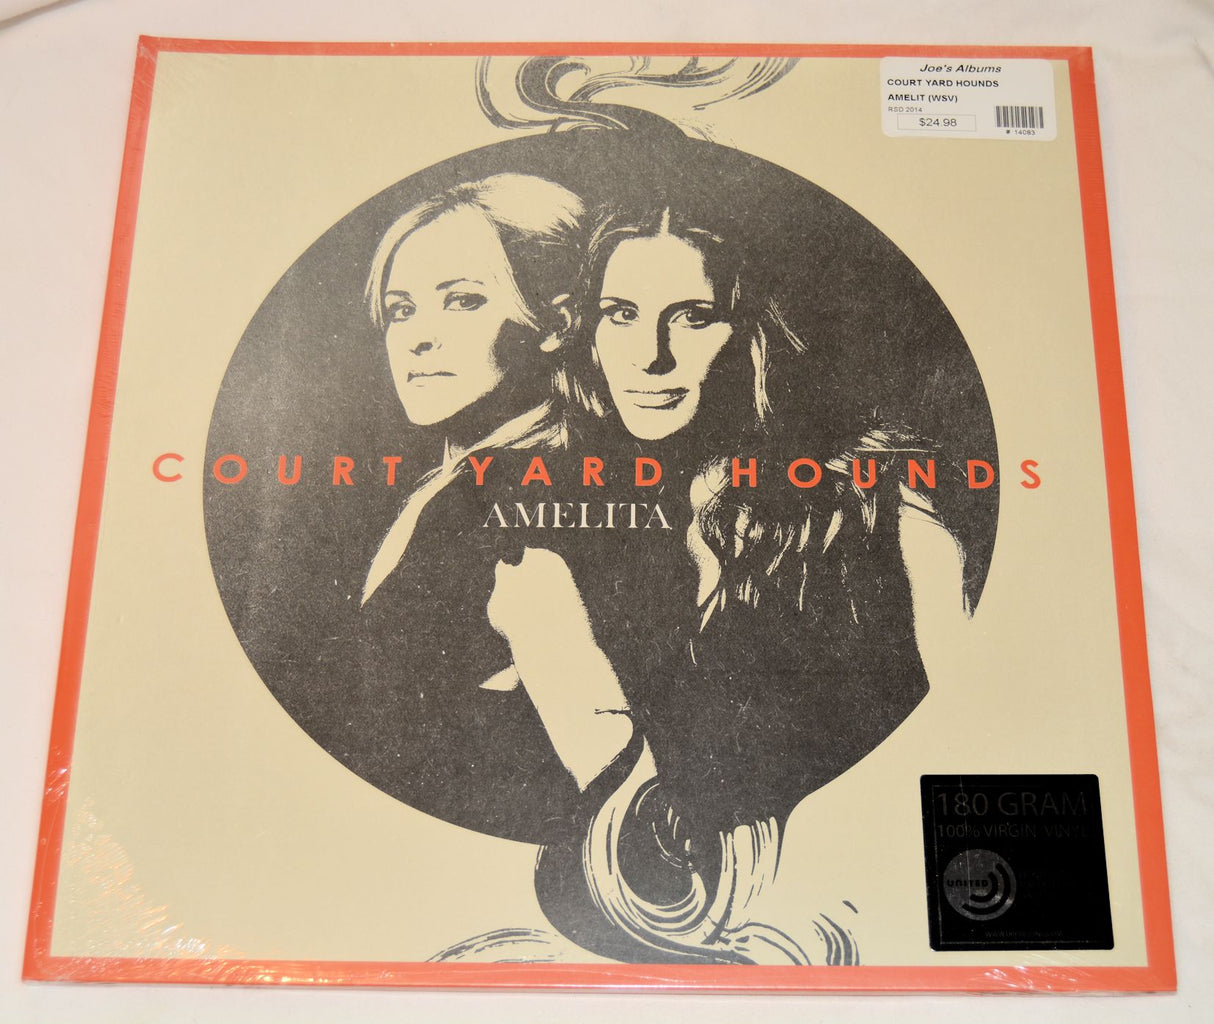 Joe's Albums
COURT YARD HOUNDS
AMELIT (WSV)
RSD 2014
$24.98
# 14083
COURT YARD HOUNDS
AMELITA
180 GRAM
100% VIRGIN VINYL
UNITED